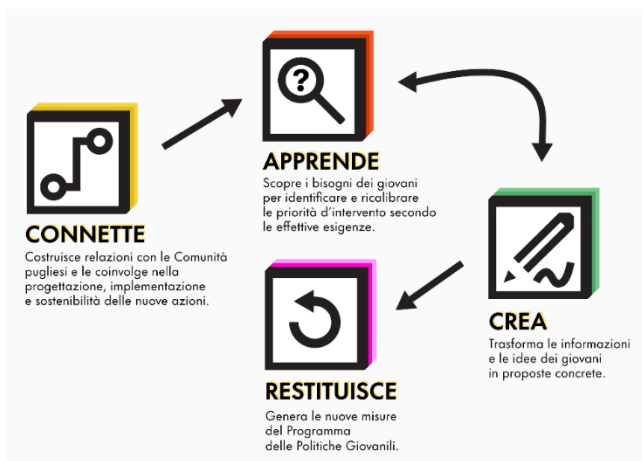 ?
APPRENDE
Scopre i bisogni dei giovani
per identificare e ricalibrare
le priorità d'intervento secondo
le effettive esigenze.
CONNETTE
Costruisce relazioni con le Comunità
pugliesi e le coinvolge nella
progettazione, implementazione
e sostenibilità delle nuove azioni.
CREA
Trasforma le informazioni
e le idee dei giovani
in proposte concrete.
RESTITUISCE
Genera le nuove misure
del Programma
delle Politiche Giovanili.